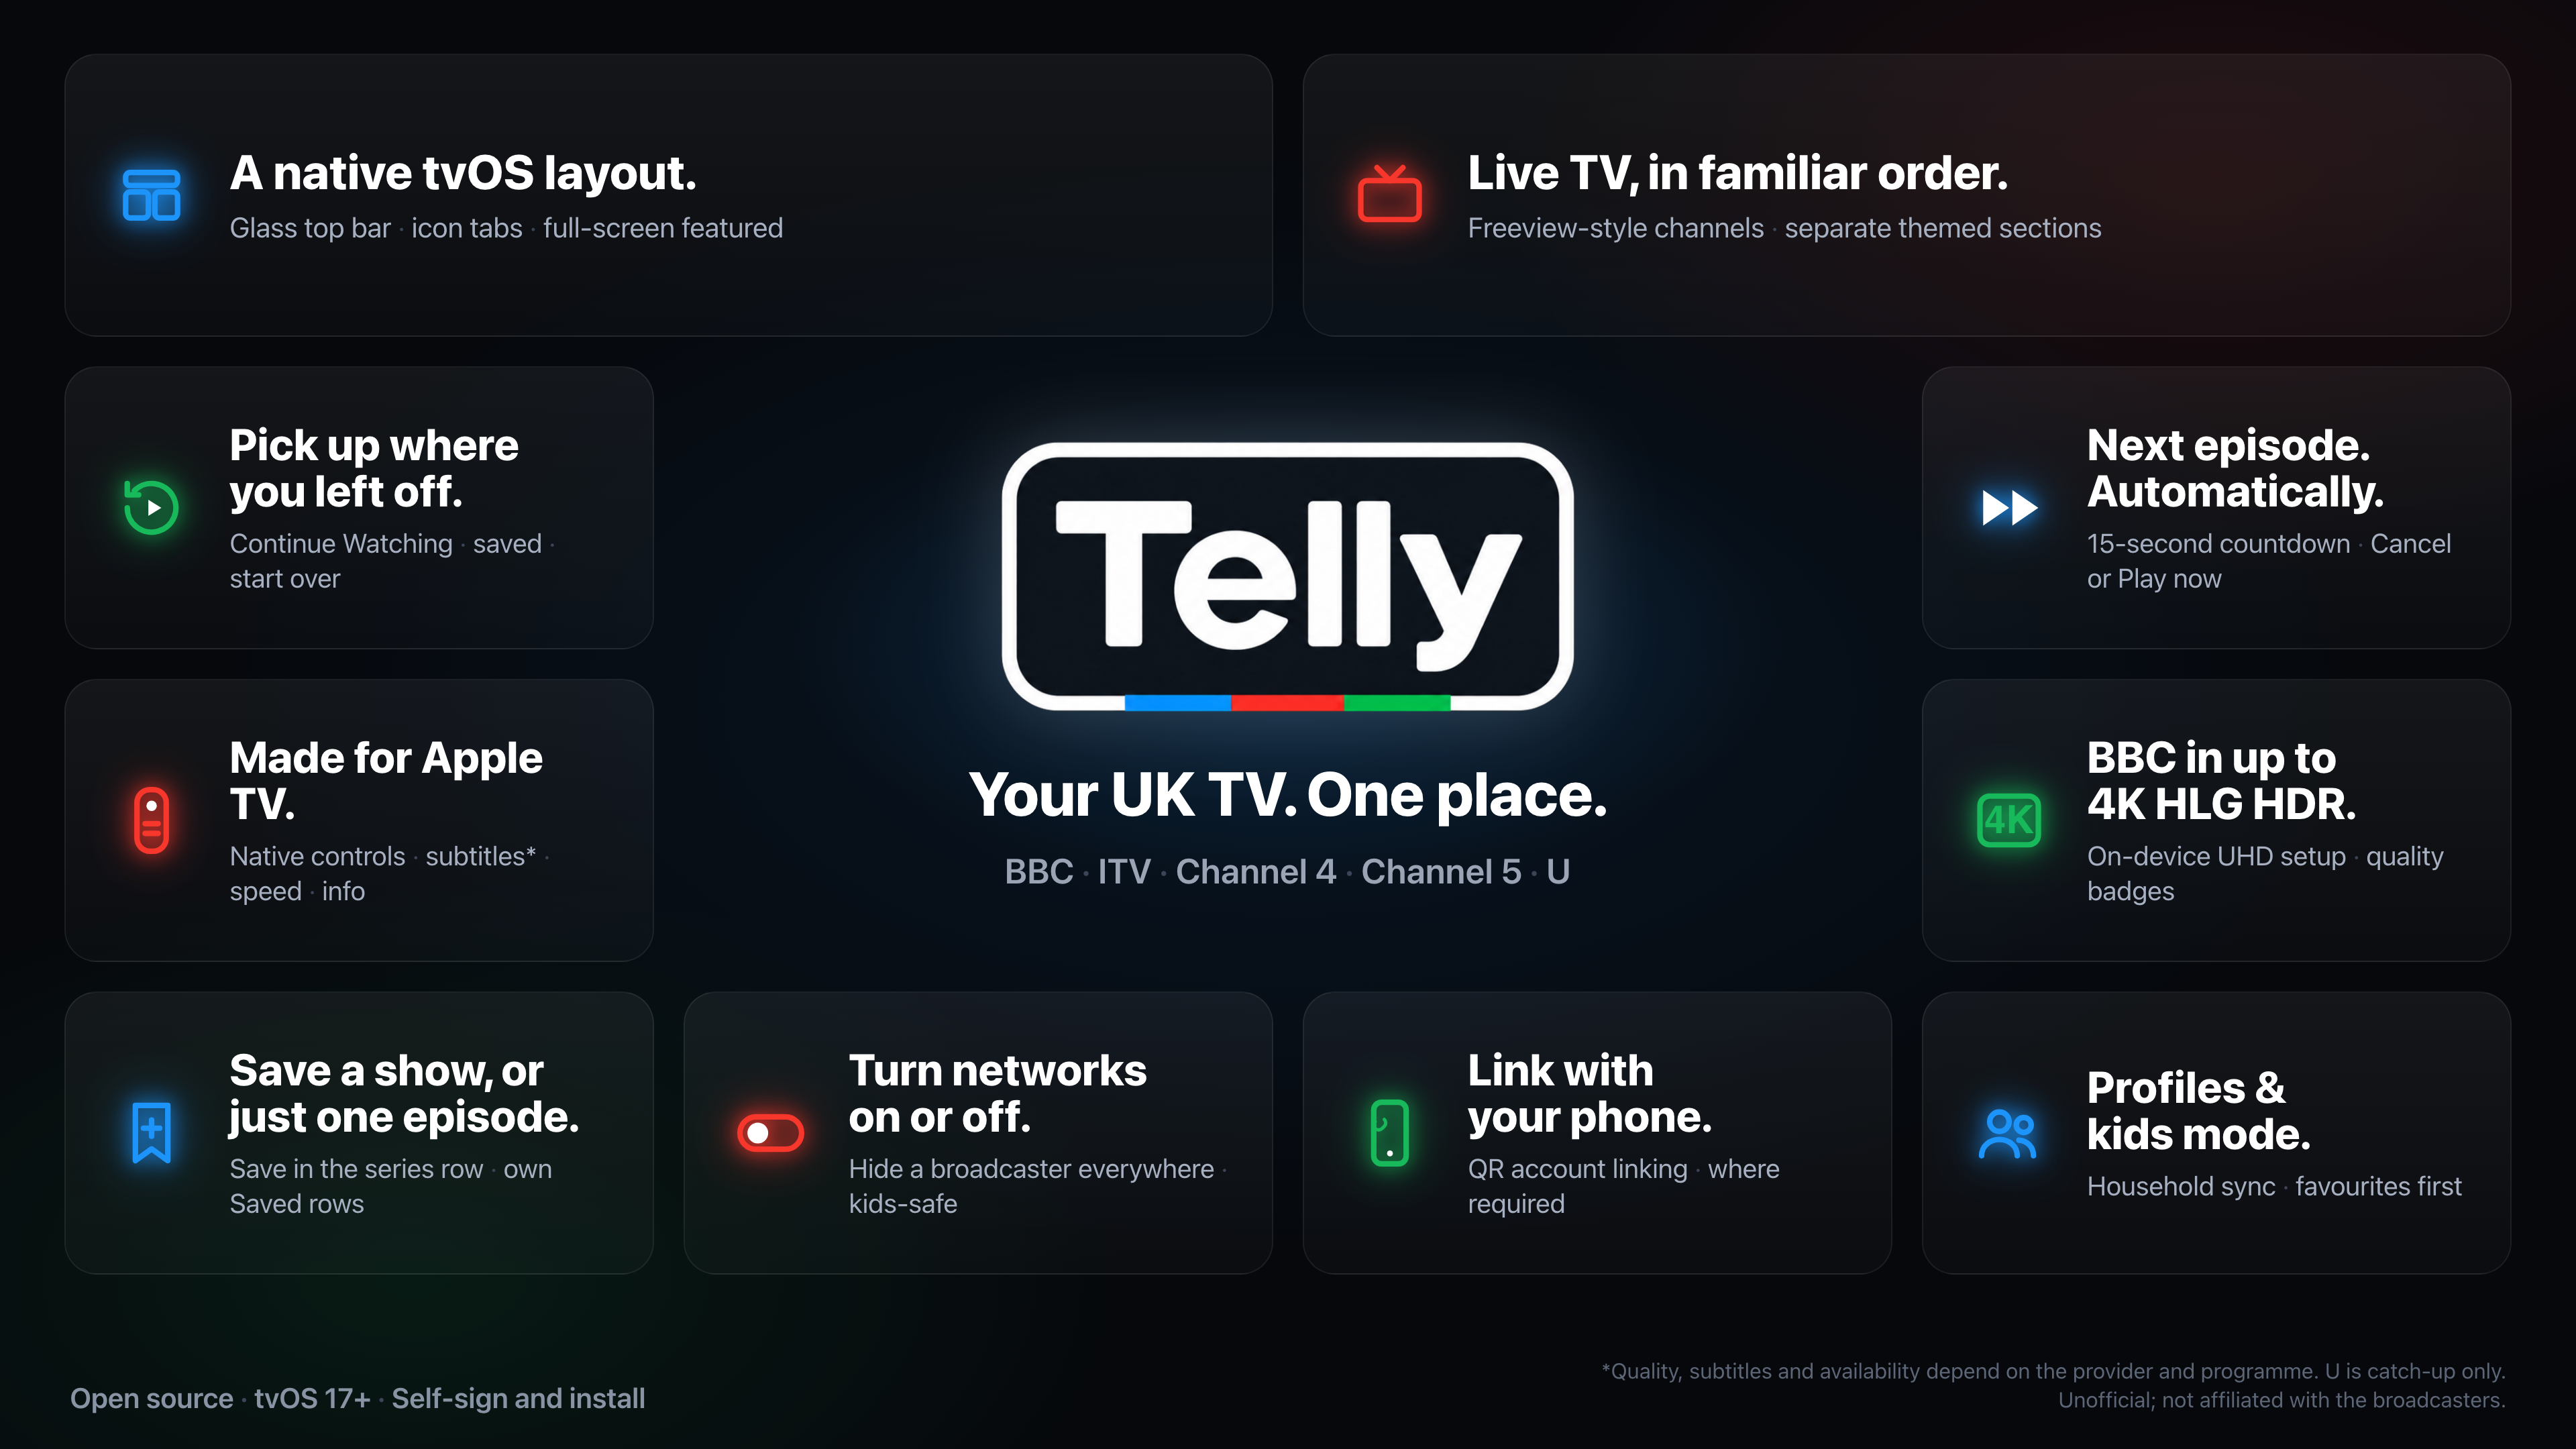 A native tvOS layout.
Glass top bar · icon tabs · full-screen featured
Live TV, in familiar order.
Freeview-style channels · separate themed sections
Pick up where
you left off.
Continue Watching · saved ·
start over
Telly
Your UK TV. One place.
BBC · ITV · Channel 4 · Channel 5 · U
Next episode.
Automatically.
15-second countdown · Cancel
or Play now
Made for Apple
TV.
Native controls · subtitles* ·
speed · info
4K
BBC in up to
4K HLG HDR.
On-device UHD setup · quality
badges
Save a show, or
just one episode.
Save in the series row · own
Saved rows
Turn networks
on or off.
Hide a broadcaster everywhere ·
kids-safe
Link with
your phone.
QR account linking · where
required
Profiles &
kids mode.
Household sync · favourites first
Open source · tvOS 17+ · Self-sign and install
*Quality, subtitles and availability depend on the provider and programme. U is catch-up only.
Unofficial; not affiliated with the broadcasters.